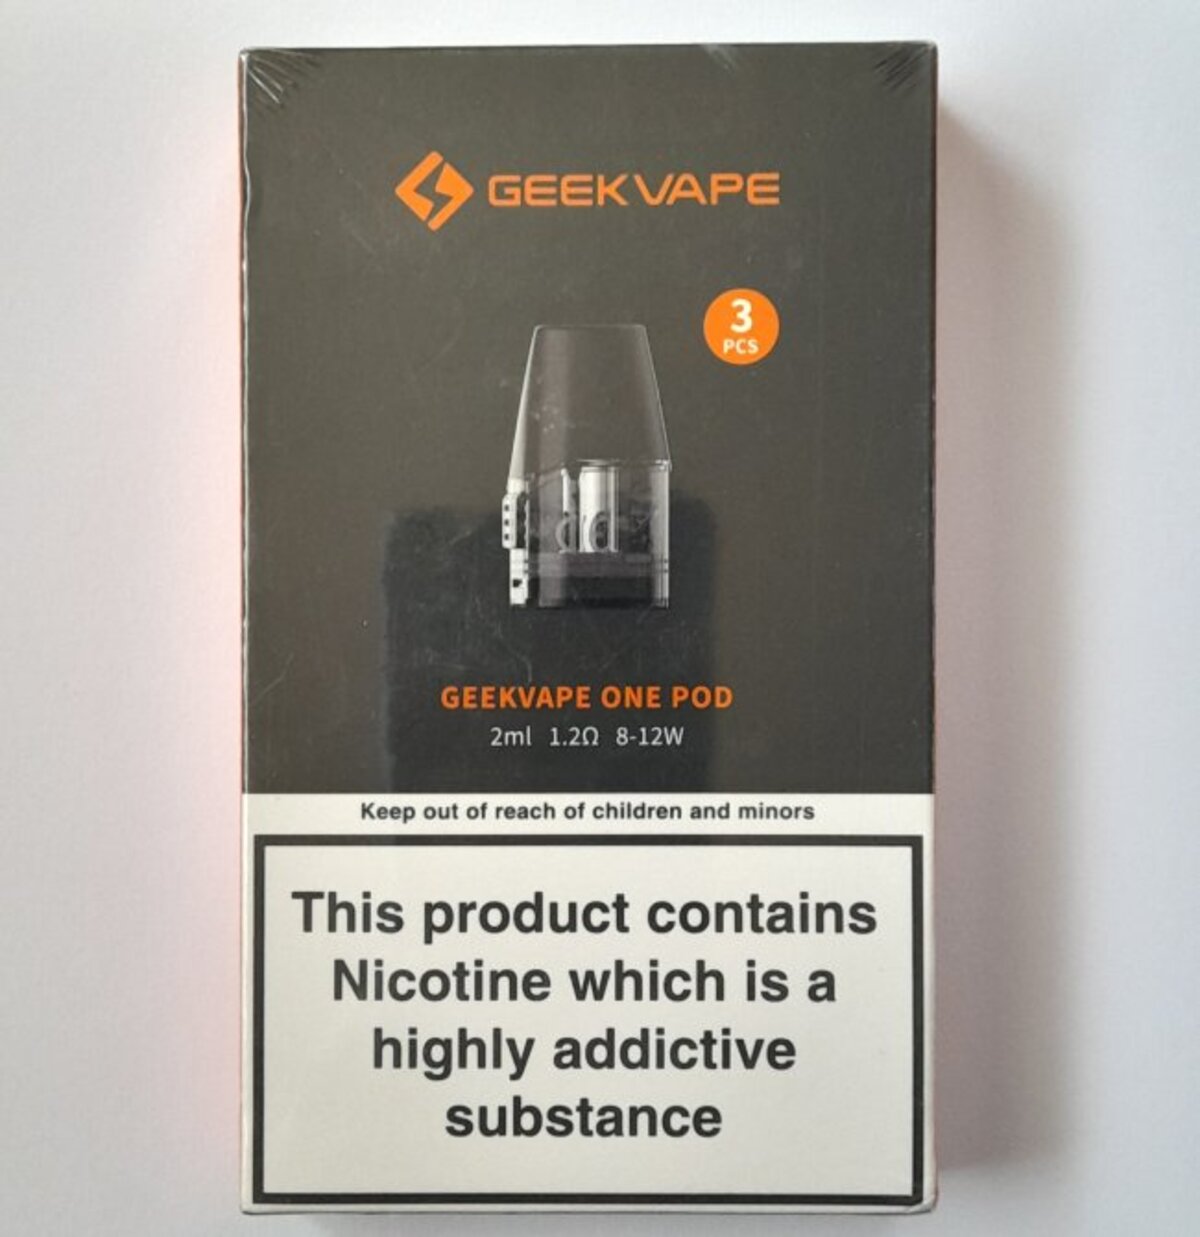 GEEKVAPE
3
PCS
GEEKVAPE ONE POD
2ml 1.2Ω 8-12W
Keep out of reach of children and minors
This product contains
Nicotine which is a
highly addictive
substance